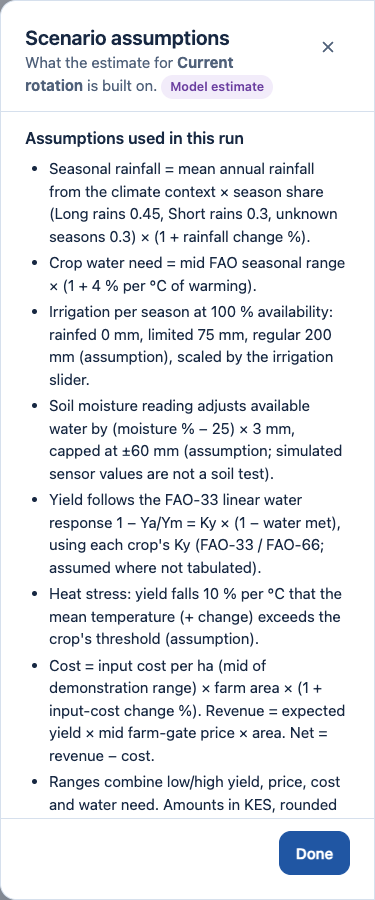 Scenario assumptions
What the estimate for Current
rotation is built on. Model estimate
Assumptions used in this run
• Seasonal rainfall = mean annual rainfall
from the climate context × season share
(Long rains 0.45, Short rains 0.3, unknown
seasons 0.3) × (1 + rainfall change %).
• Crop water need = mid FAO seasonal range
× (1 + 4 % per °C of warming).
• Irrigation per season at 100 % availability:
rainfed 0 mm, limited 75 mm, regular 200
mm (assumption), scaled by the irrigation
slider.
• Soil moisture reading adjusts available
water by (moisture % − 25) × 3 mm,
capped at ±60 mm (assumption; simulated
sensor values are not a soil test).
• Yield follows the FAO-33 linear water
response 1 − Ya/Ym = Ky × (1 − water met),
using each crop's Ky (FAO-33 / FAO-66;
assumed where not tabulated).
• Heat stress: yield falls 10 % per °C that the
mean temperature (+ change) exceeds the
crop's threshold (assumption).
• Cost = input cost per ha (mid of
demonstration range) × farm area × (1 +
input-cost change %). Revenue = expected
yield × mid farm-gate price × area. Net =
revenue − cost.
• Ranges combine low/high yield, price, cost
and water need. Amounts in KES, rounded
Done